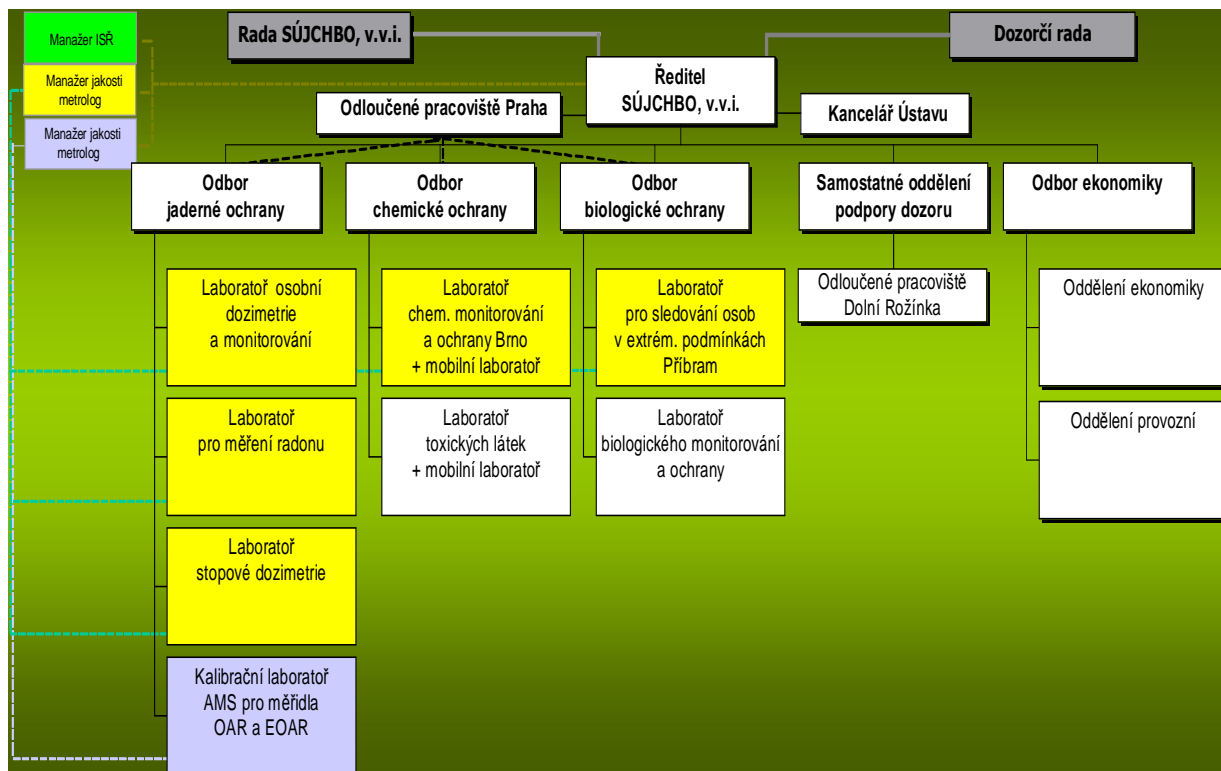 Manažer ISŘ
Manažer jakosti
metrolog
Manažer jakosti
metrolog
Rada SÚJCHBO, v.v.i.
Dozorčí rada
Ředitel
SÚJCHBO, v.v.i.
Odloučené pracoviště Praha
Kancelář Ústavu
Odbor
jaderné ochrany
Odbor
chemické ochrany
Odbor
biologické ochrany
Samostatné oddělení
podpory dozoru
Odbor ekonomiky
Laboratoř osobní
dozimetrie
a monitorování
Laboratoř
chem. monitorování
a ochrany Brno
+ mobilní laboratoř
Laboratoř
pro sledování osob
v extrém. podmínkách
Příbram
Odloučené pracoviště
Dolní Rožínka
Oddělení ekonomiky
Laboratoř
pro měření radonu
Laboratoř
toxických látek
+ mobilní laboratoř
Laboratoř
biologického monitorování
a ochrany
Oddělení provozní
Laboratoř
stopové dozimetrie
Kalibrační laboratoř
AMS pro měřidla
OAR a EOAR